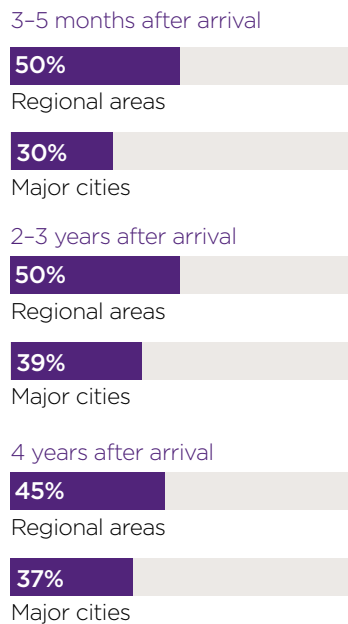 3–5 months after arrival
50%
Regional areas
30%
Major cities
2–3 years after arrival
50%
Regional areas
39%
Major cities
4 years after arrival
45%
Regional areas
37%
Major cities